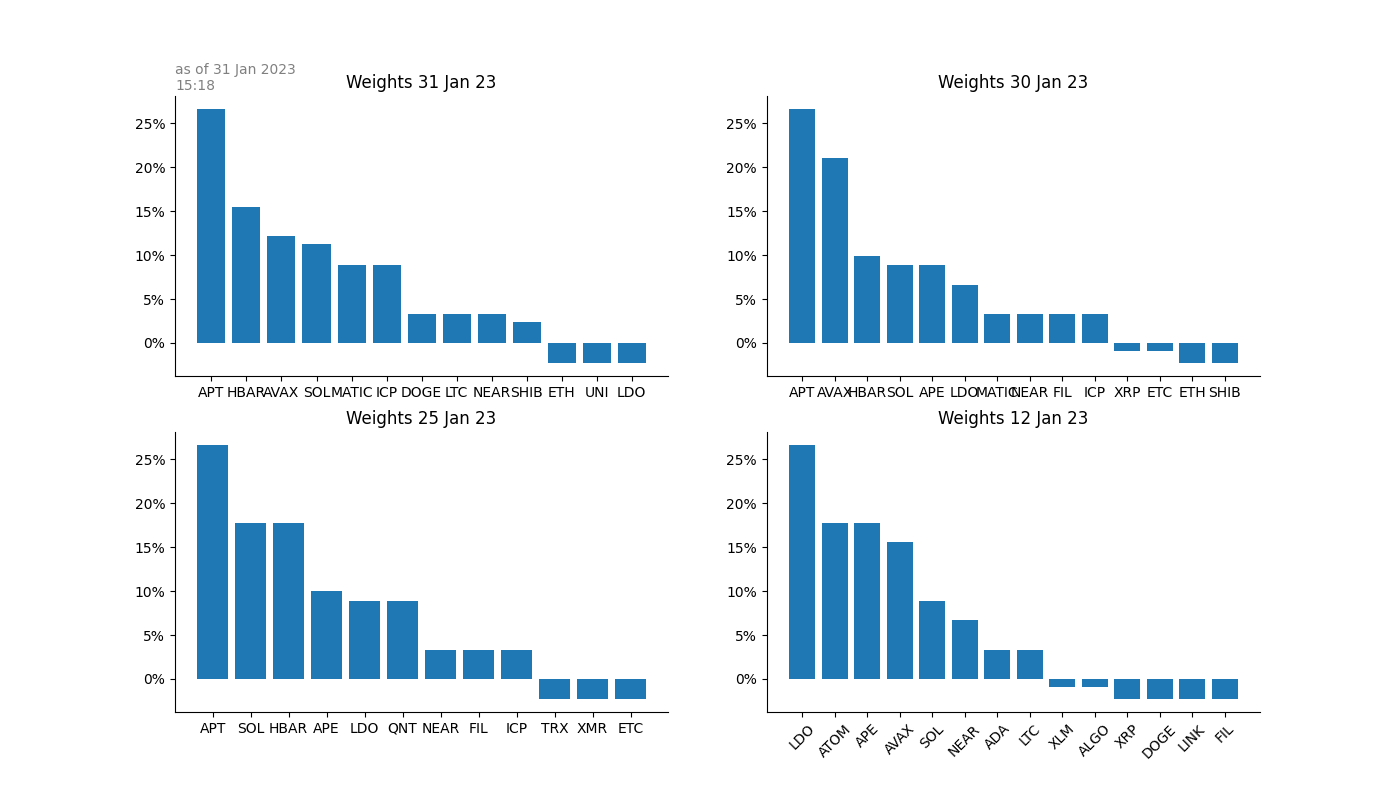 as of 31 Jan 2023
15:18
Weights 31 Jan 23
25%
20%
15%
10%
5%
0%
APT HBAR AVAX SOL MATIC ICP DOGE LTC NEAR SHIB ETH UNI LDO
Weights 30 Jan 23
25%
20%
15%
10%
5%
0%
APT AVAX HBAR SOL APE LDO MATIC NEAR FIL ICP XRP ETC ETH SHIB
Weights 25 Jan 23
25%
20%
15%
10%
5%
0%
APT SOL HBAR APE LDO QNT NEAR FIL ICP TRX XMR ETC
Weights 12 Jan 23
25%
20%
15%
10%
5%
0%
LDO ATOM APE AVAX SOL NEAR ADA LTC XLM ALGO XRP DOGE LINK FIL